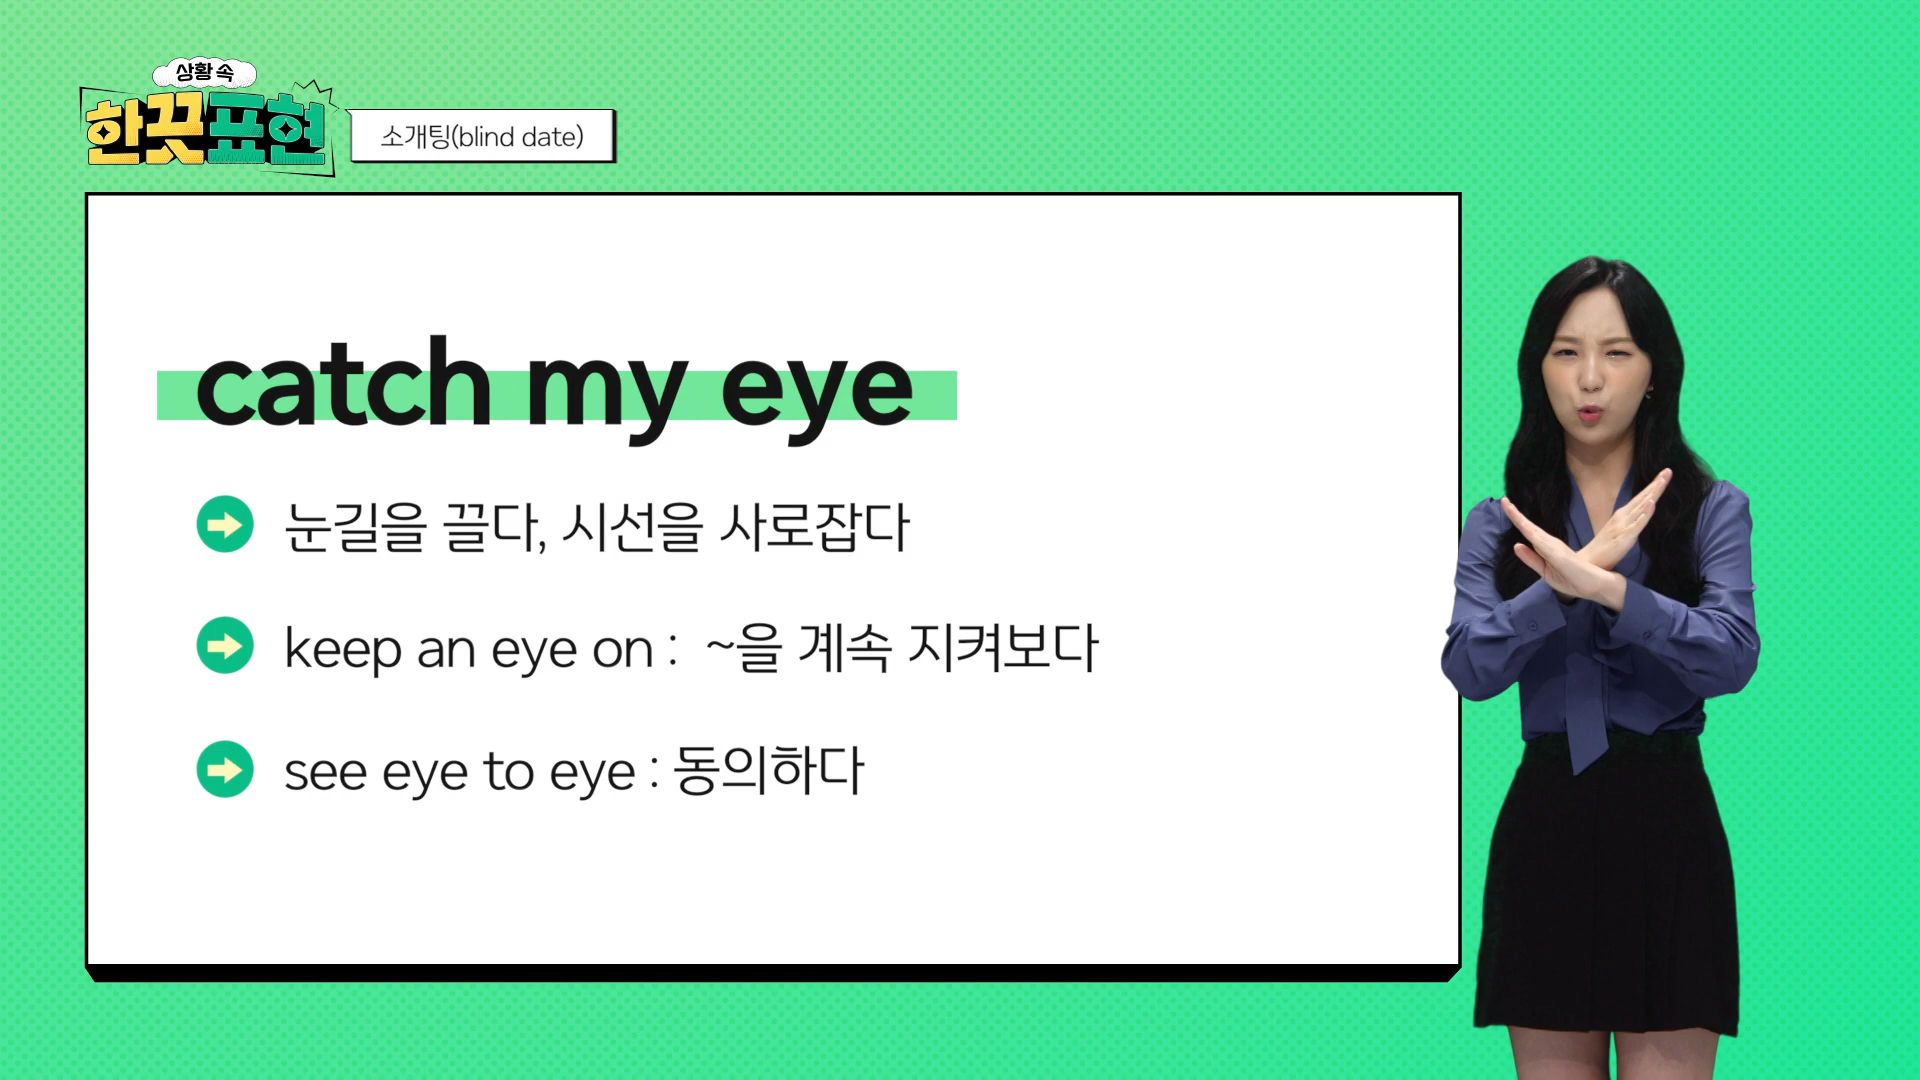 상황 속
한끗표현
소개팅(blind date)
catch my eye
눈길을 끌다, 시선을 사로잡다
keep an eye on : ~을 계속 지켜보다
see eye to eye : 동의하다